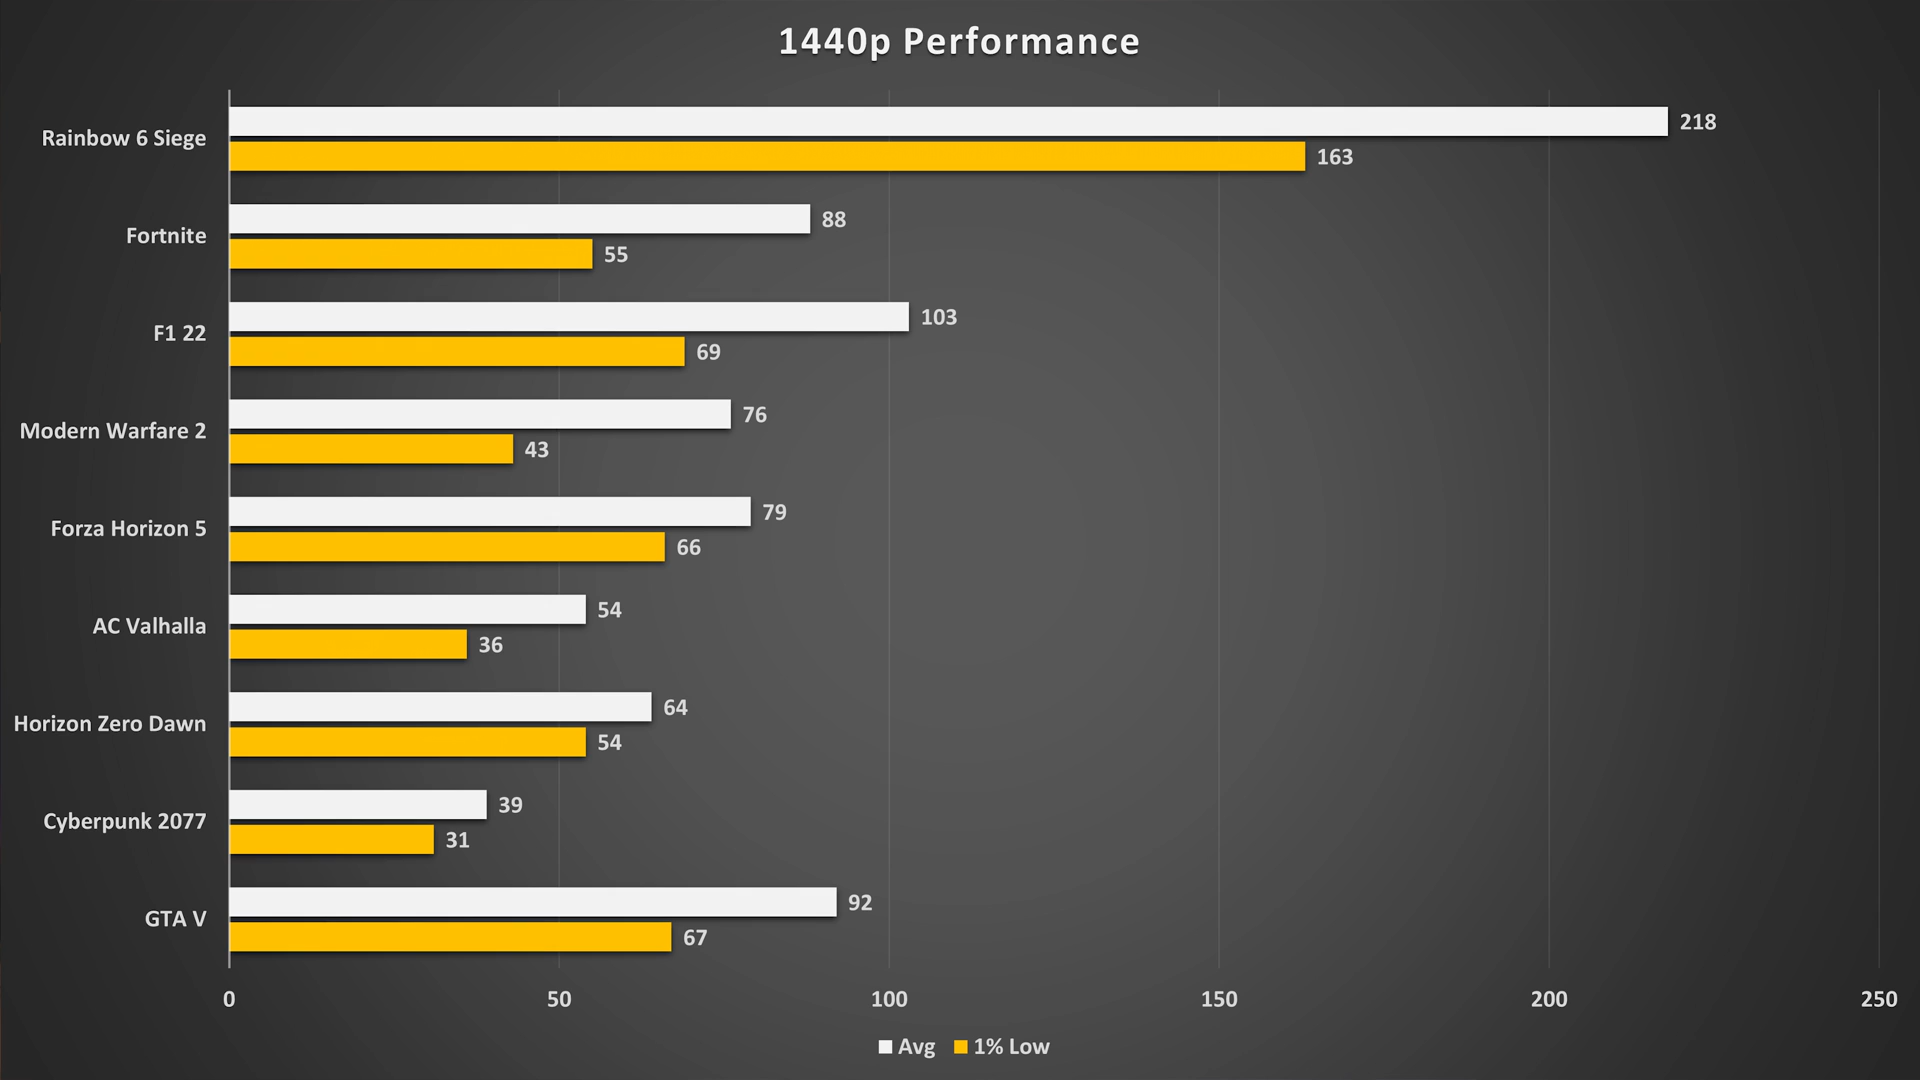 1440p Performance
Rainbow 6 Siege
218
163
Fortnite
88
55
F1 22
103
69
Modern Warfare 2
76
43
Forza Horizon 5
79
66
AC Valhalla
54
36
Horizon Zero Dawn
64
54
Cyberpunk 2077
39
31
GTA V
92
67
0 50 100 150 200 250
Avg 1% Low